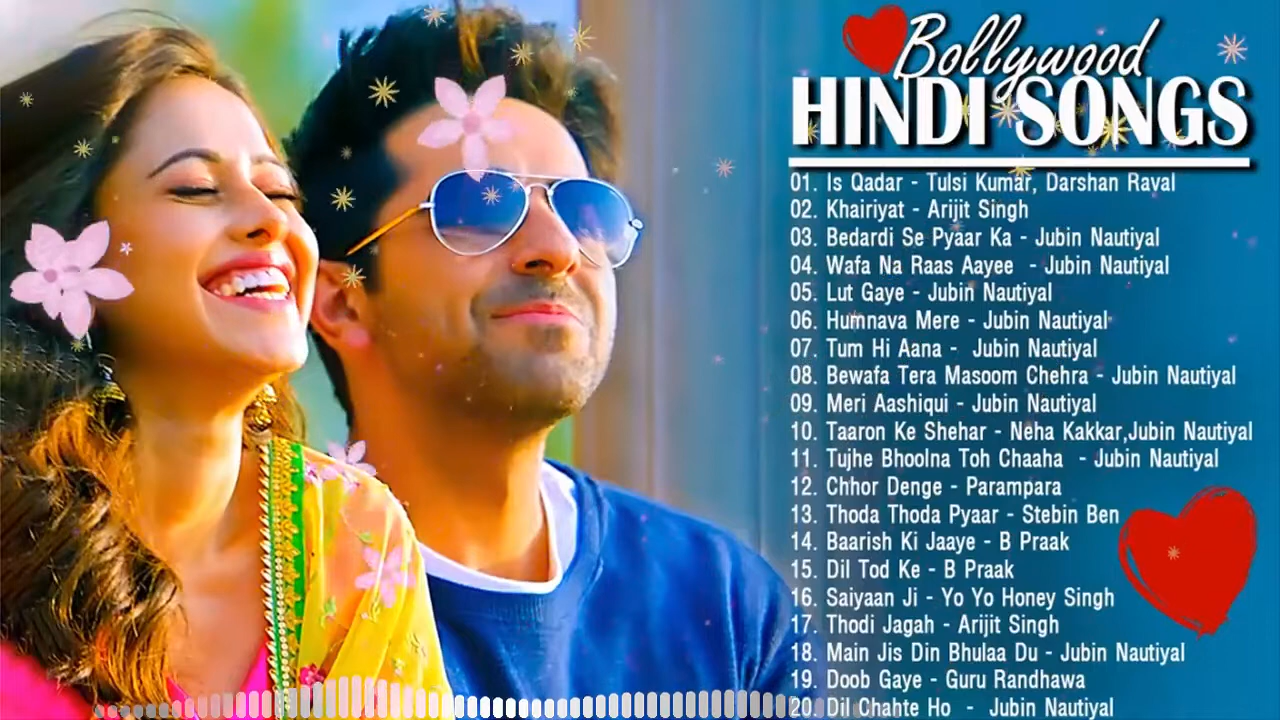 Bollywood
HINDI SONGS
01. Is Qadar - Tulsi Kumar, Darshan Raval
02. Khairiyat - Arijit Singh
03. Bedardi Se Pyaar Ka - Jubin Nautiyal
04. Wafa Na Raas Aayee - Jubin Nautiyal
05. Lut Gaye - Jubin Nautiyal
06. Humnava Mere - Jubin Nautiyal
07. Tum Hi Aana - Jubin Nautiyal
08. Bewafa Tera Masoom Chehra - Jubin Nautiyal
09. Meri Aashiqui - Jubin Nautiyal
10. Taaron Ke Shehar - Neha Kakkar,Jubin Nautiyal
11. Tujhe Bhoolna Toh Chaaha - Jubin Nautiyal
12. Chhor Denge - Parampara
13. Thoda Thoda Pyaar - Stebin Ben
14. Baarish Ki Jaaye - B Praak
15. Dil Tod Ke - B Praak
16. Saiyaan Ji - Yo Yo Honey Singh
17. Thodi Jagah - Arijit Singh
18. Main Jis Din Bhulaa Du - Jubin Nautiyal
19. Doob Gaye - Guru Randhawa
20. Dil Chahte Ho - Jubin Nautiyal